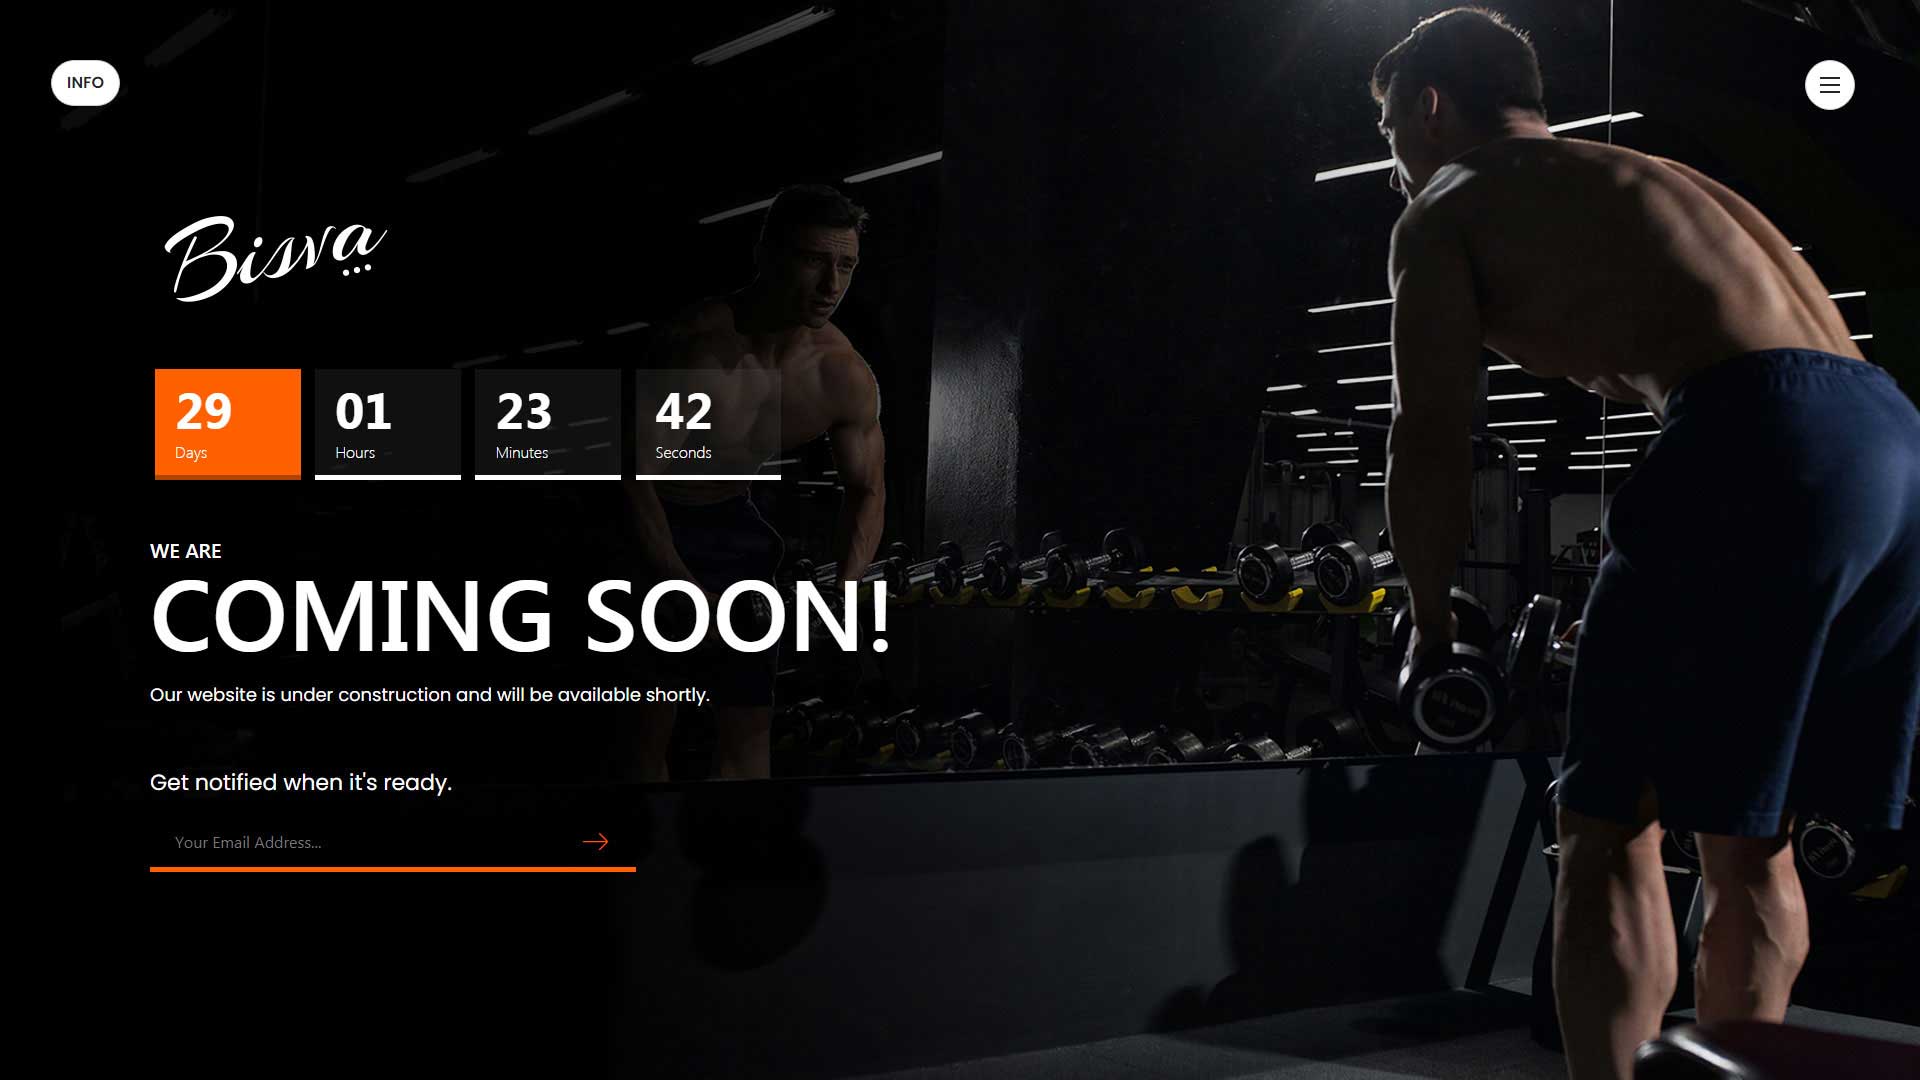 INFO
Bisva
29
Days
01
Hours
23
Minutes
42
Seconds
WE ARE
COMING SOON!
Our website is under construction and will be available shortly.
Get notified when it's ready.
Your Email Address...